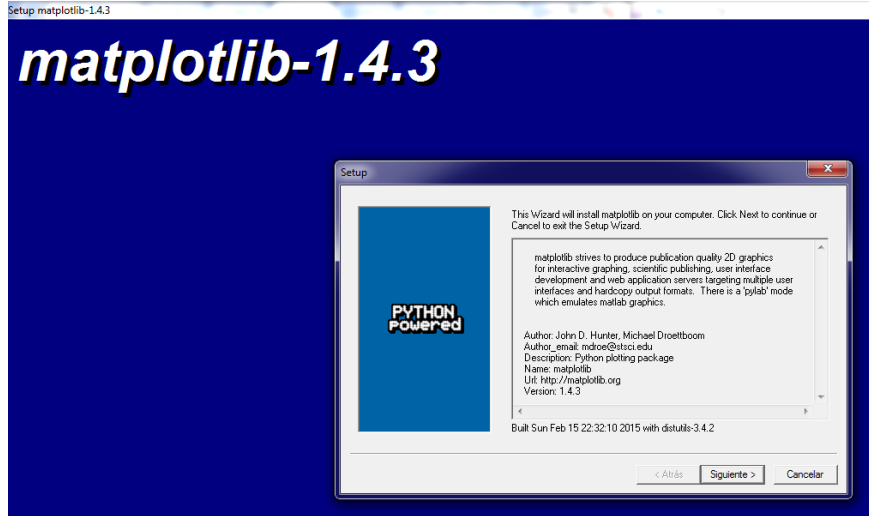 Setup matplotlib-1.4.3
matplotlib-1.4.3
Setup
This Wizard will install matplotlib on your computer. Click Next to continue or
Cancel to exit the Setup Wizard.
matplotlib strives to produce publication quality 2D graphics
for interactive graphing, scientific publishing, user interface
development and web application servers targeting multiple user
interfaces and hardcopy output formats.  There is a 'pylab' mode
which emulates matlab graphics.
PYTHON
powered
Author: John D. Hunter, Michael Droettboom
Author_email: mdroe@stsci.edu
Description: Python plotting package
Name: matplotlib
Url: http://matplotlib.org
Version: 1.4.3
Built Sun Feb 15 22:32:10 2015 with distutils-3.4.2
< Atrás
Siguiente >
Cancelar